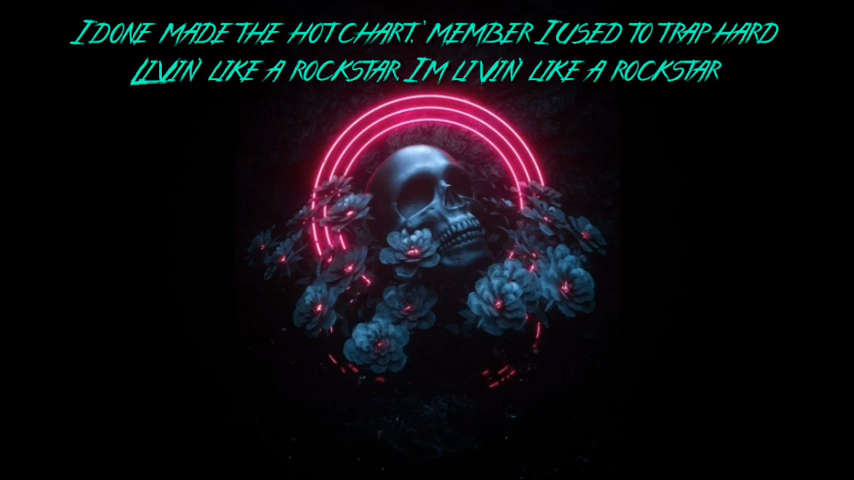 I done made the hot chart, 'member I used to trap hard
Livin' like a rockstar, I'm livin' like a rockstar